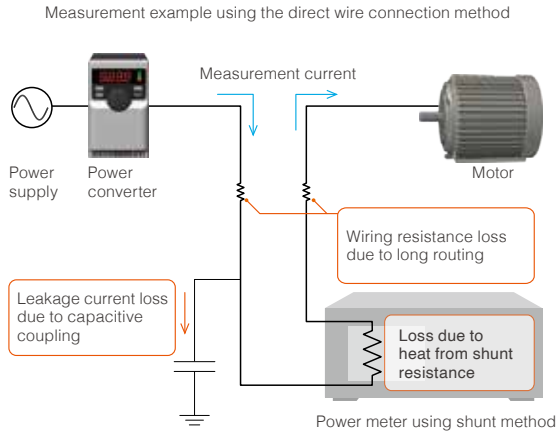 Measurement example using the direct wire connection method
Measurement current
Power
supply
Power
converter
Motor
Wiring resistance loss
due to long routing
Leakage current loss
due to capacitive
coupling
Loss due to
heat from shunt
resistance
Power meter using shunt method